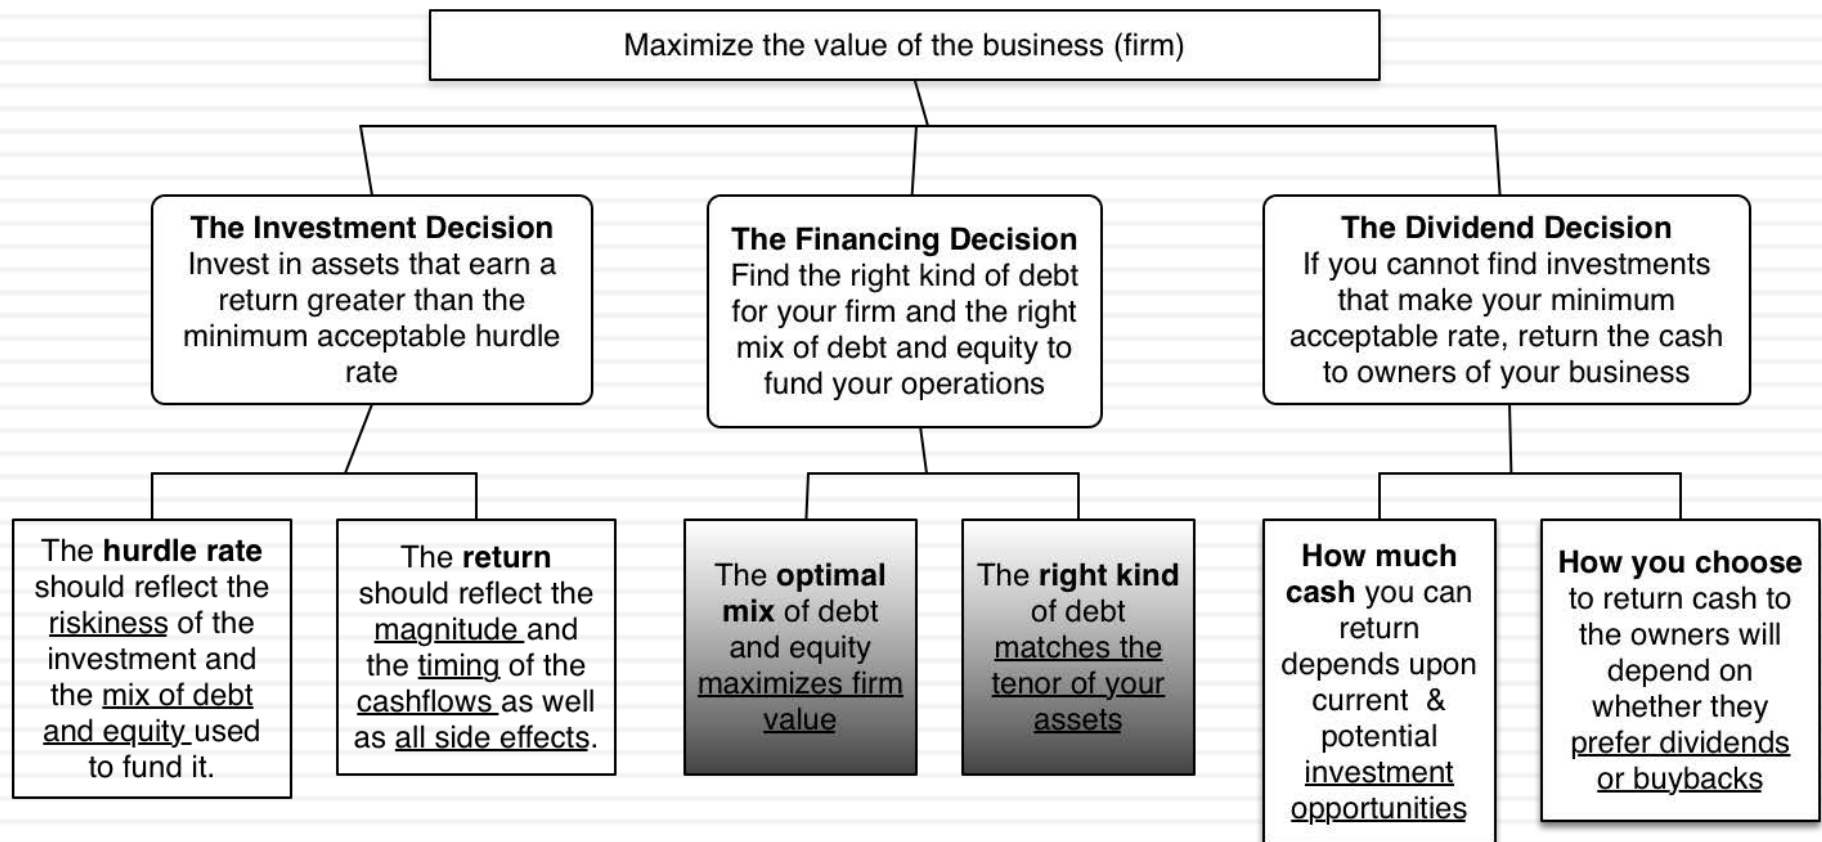 Maximize the value of the business (firm)
The Investment Decision
Invest in assets that earn a
return greater than the
minimum acceptable hurdle
rate
The Financing Decision
Find the right kind of debt
for your firm and the right
mix of debt and equity to
fund your operations
The Dividend Decision
If you cannot find investments
that make your minimum
acceptable rate, return the cash
to owners of your business
The hurdle rate
should reflect the
riskiness of the
investment and
the mix of debt
and equity used
to fund it.
The return
should reflect the
magnitude and
the timing of the
cashflows as well
as all side effects.
The optimal
mix of debt
and equity
maximizes firm
value
The right kind
of debt
matches the
tenor of your
assets
How much
cash you can
return
depends upon
current & 
potential
investment
opportunities
How you choose
to return cash to
the owners will
depend on
whether they
prefer dividends
or buybacks